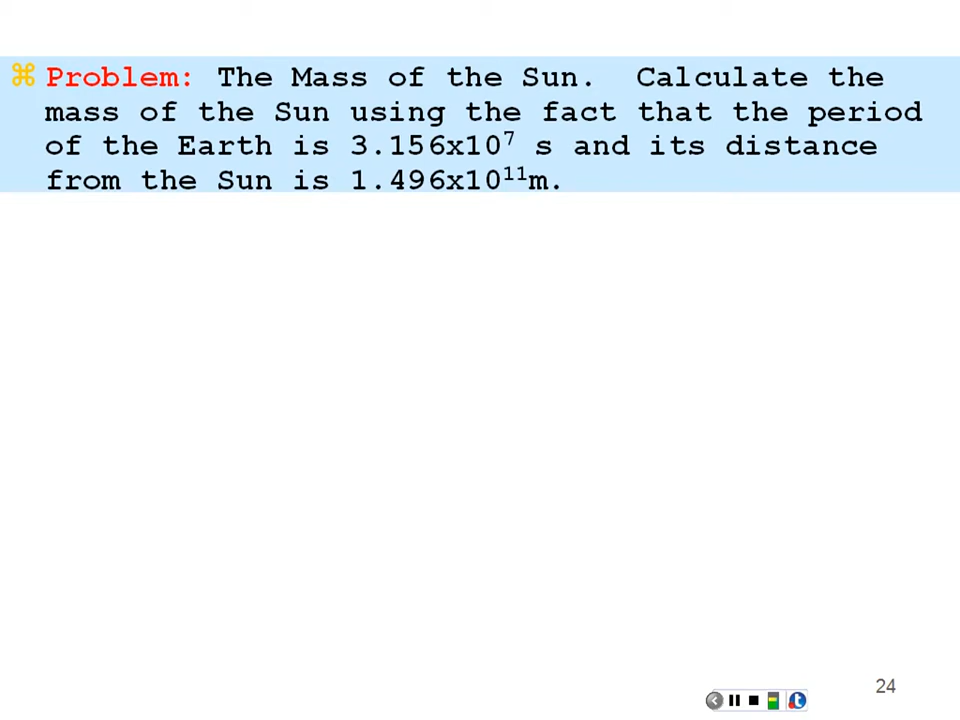 ⌘ Problem: The Mass of the Sun. Calculate the
mass of the Sun using the fact that the period
of the Earth is 3.156x10⁷ s and its distance
from the Sun is 1.496x10¹¹m.
24